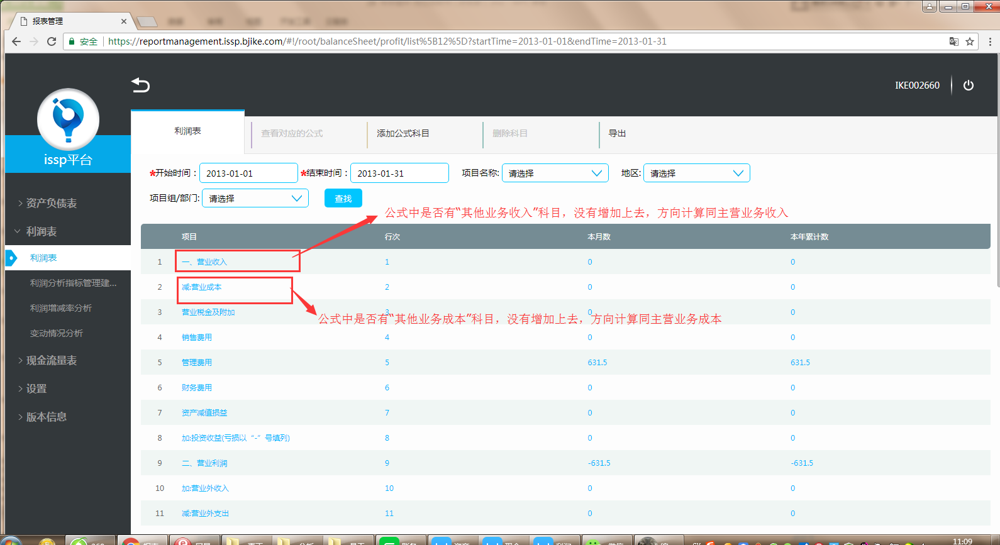 报表管理
安全 https://reportmanagement.issp.bjike.com/#!/root/balanceSheet/profit/list%5B12%5D?startTime=2013-01-01&endTime=2013-01-31
IKE002660
issp平台
利润表 查看对应的公式 添加公式科目 删除科目 导出
*开始时间: 2013-01-01 *结束时间: 2013-01-31 项目名称: 请选择 地区: 请选择
项目组/部门: 请选择 查找
公式中是否有“其他业务收入”科目，没有增加上去，方向计算同主营业务收入
资产负债表
利润表
利润表
利润分析指标管理建...
利润增减率分析
变动情况分析
现金流量表
设置
版本信息
项目 行次 本月数 本年累计数
1 一、营业收入 1 0 0
2 减:营业成本 2 0 0
3 营业税金及附加 3 0 0
公式中是否有“其他业务成本”科目，没有增加上去，方向计算同主营业务成本
4 销售费用 4 0 0
5 管理费用 5 631.5 631.5
6 财务费用 6 0 0
7 资产减值损益 7 0 0
8 加:投资收益(亏损以“-”号填列) 8 0 0
9 二、营业利润 9 -631.5 -631.5
10 加:营业外收入 10 0 0
11 减:营业外支出 11 0 0
11:09